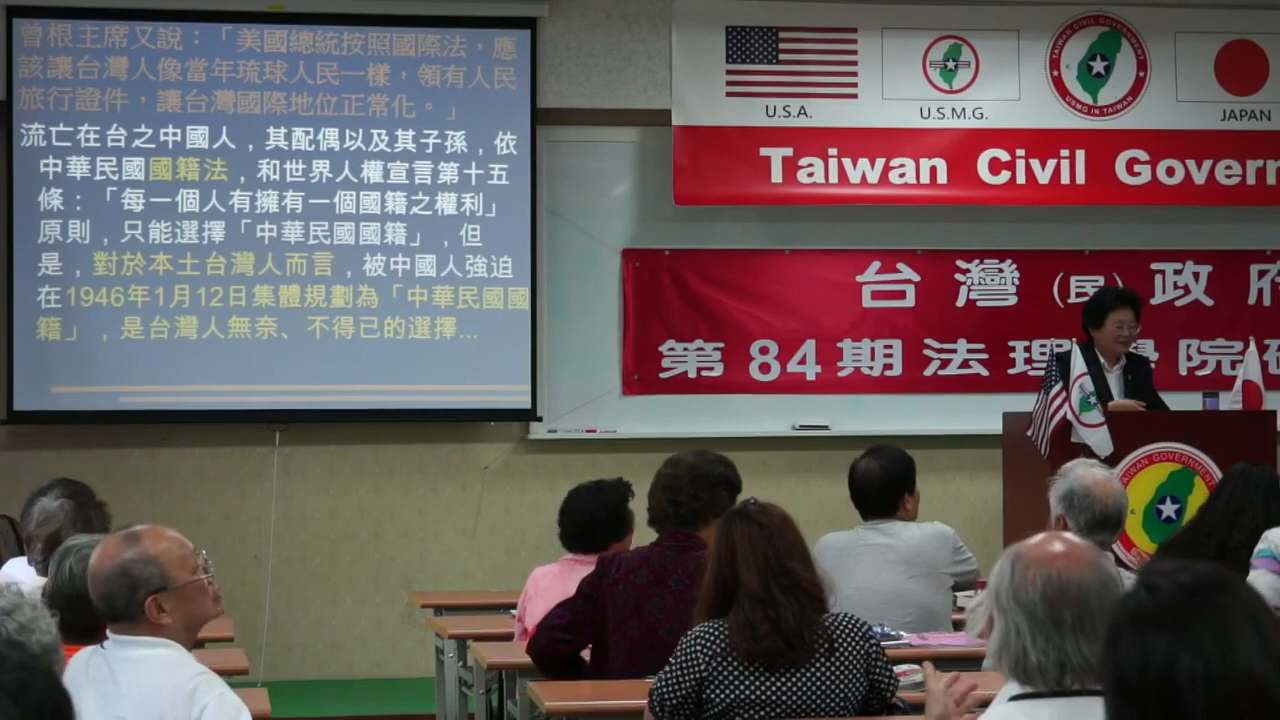 曾根主席又說：「美國總統按照國際法，應
該讓台灣人像當年琉球人民一樣，領有人民
旅行證件，讓台灣國際地位正常化。」
流亡在台之中國人，其配偶以及其子孫，依
中華民國國籍法，和世界人權宣言第十五
條：「每一個人有擁有一個國籍之權利」
原則，只能選擇「中華民國國籍」，但
是，對於本土台灣人而言，被中國人強迫
在1946年1月12日集體規劃為「中華民國國
籍」，是台灣人無奈、不得已的選擇...
U.S.A.
U.S.M.G.
TAIWAN CIVIL GOVERNMENT
USMG IN TAIWAN
JAPAN
Taiwan Civil Govern
台灣（民）政府
第84期法理學院研
TAIWAN GOVERNMENT